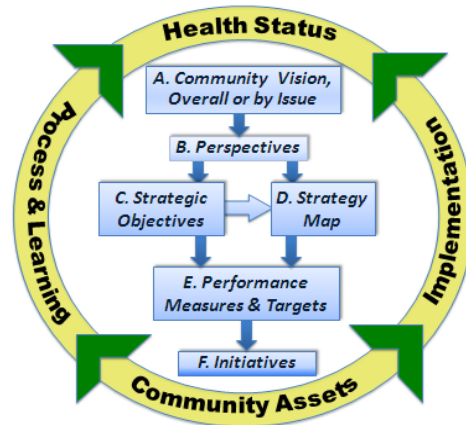 Health Status
A. Community Vision,
Overall or by Issue
B. Perspectives
C. Strategic
Objectives
D. Strategy
Map
E. Performance
Measures & Targets
F. Initiatives
Process & Learning
Implementation
Community Assets